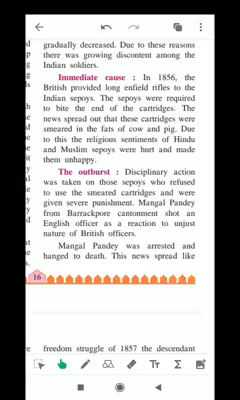 gradually decreased. Due to these reasons
there was growing discontent among the
Indian soldiers.
Immediate cause : In 1856, the
British provided long enfield rifles to the
Indian sepoys. The sepoys were required
to bite the end of the cartridges. The
news spread out that these cartridges were
smeared in the fats of cow and pig. Due
to this the religious sentiments of Hindu
and Muslim sepoys were hurt and made
them unhappy.
The outburst : Disciplinary action
was taken on those sepoys who refused
to use the smeared cartridges and were
given severe punishment. Mangal Pandey
from Barrackpore cantonment shot an
English officer as a reaction to unjust
nature of British officers.
Mangal Pandey was arrested and
hanged to death. This news spread like
16
freedom struggle of 1857 the descendant